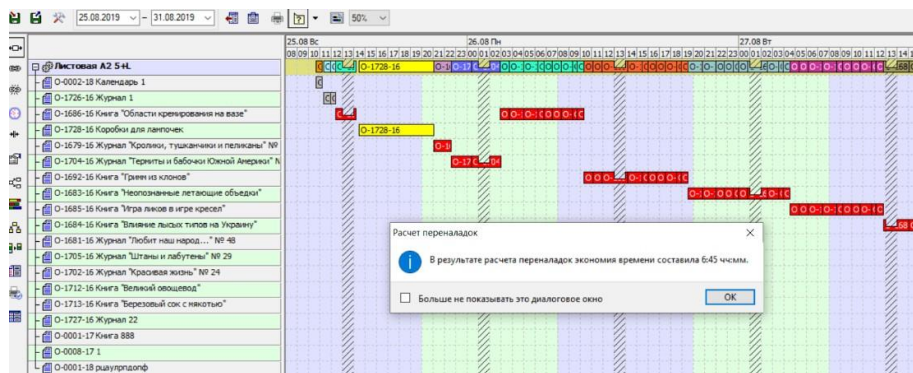 25.08.2019 – 31.08.2019 50%
25.08 Вс 26.08 Пн 27.08 Вт
08 09 10 11 12 13 14 15 16 17 18 19 20 21 22 23 00 01 02 03 04 05 06 07 08 09 10 11 12 13 14 15 16 17 18 19 20 21 22 23 00 01 02 03 04 05 06 07 08 09 10 11 12 13 14
Листовая А2 5+L
О-1728-16
О-0002-18 Календарь 1
О-1726-16 Журнал 1
О-1686-16 Книга "Области кремирования на вазе"
О-1728-16 Коробки для лампочек
О-1728-16
О-1679-16 Журнал "Кролики, тушканчики и пеликаны" №
О-1704-16 Журнал "Термиты и бабочки Южной Америки" N
О-1692-16 Книга "Гримм из клонов"
О-1683-16 Книга "Неопознанные летающие объедки"
О-1685-16 Книга "Игра ликов в игре кресел"
О-1684-16 Книга "Влияние лысых типов на Украину"
О-1681-16 Журнал "Любит наш народ..." № 48
О-1705-16 Журнал "Штаны и лабутены" № 29
О-1702-16 Журнал "Красивая жизнь" № 24
О-1712-16 Книга "Великий овощевод"
О-1713-16 Книга "Березовый сок с мякотью"
О-1727-16 Журнал 22
О-0001-17 Книга 888
О-0008-17 1
О-0001-18 рцаулрпдопф
Расчет переналадок
В результате расчета переналадок экономия времени составила 6:45 чч:мм.
Больше не показывать это диалоговое окно
OK